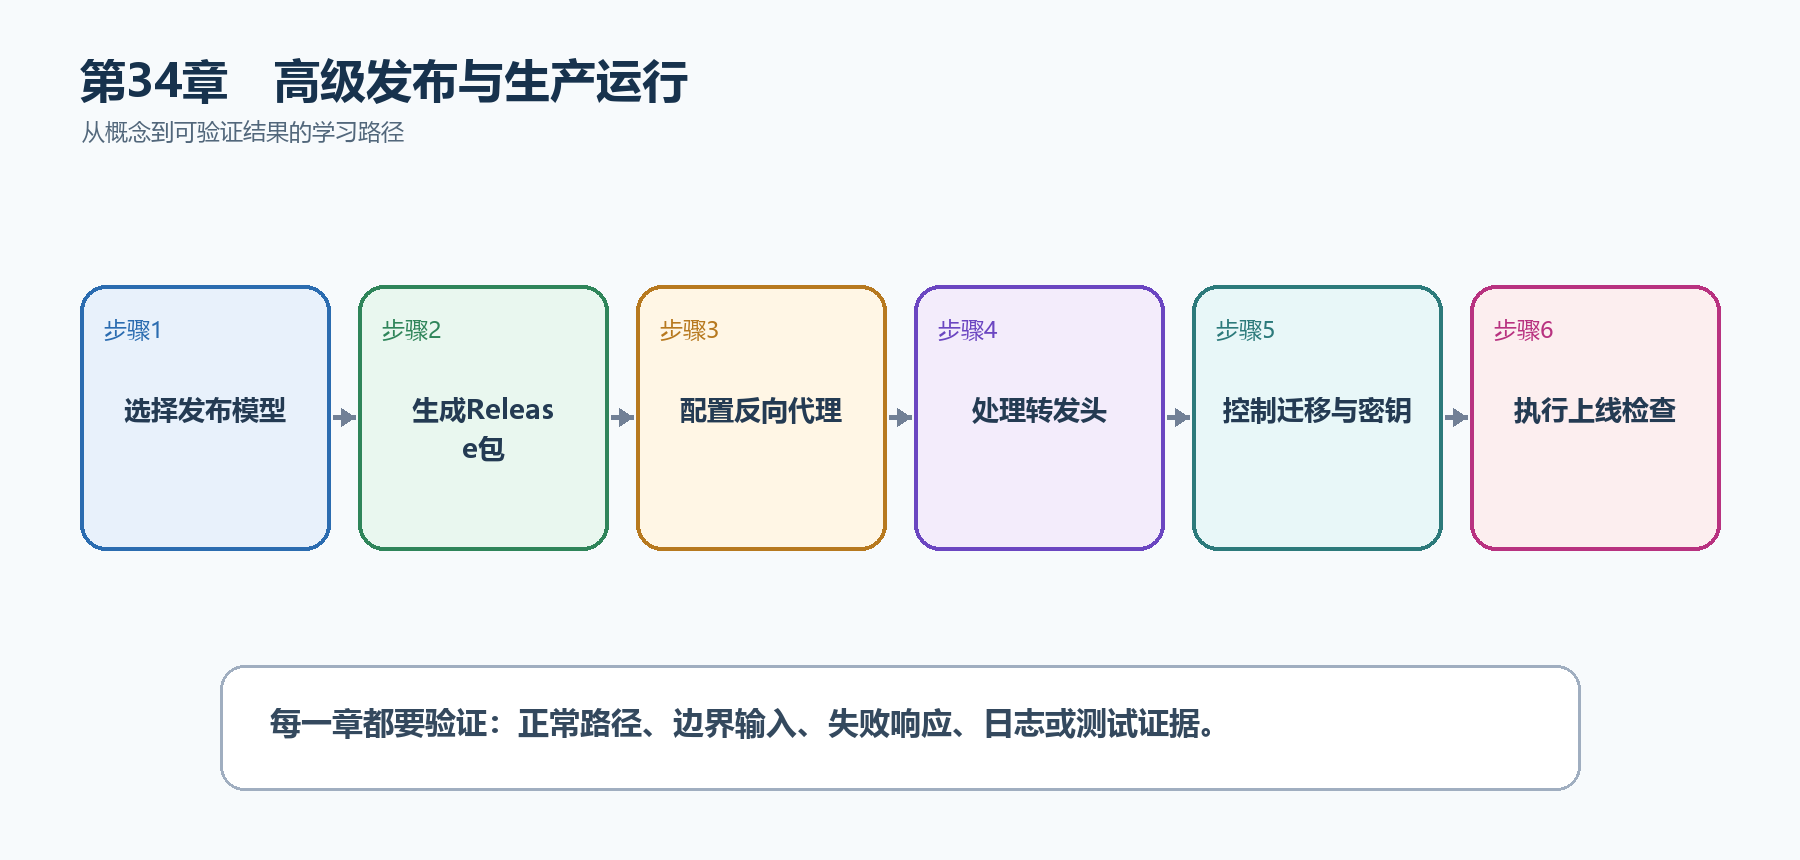 第34章　高级发布与生产运行
从概念到可验证结果的学习路径
步骤1
选择发布模型
步骤2
生成Releas
e包
步骤3
配置反向代理
步骤4
处理转发头
步骤5
控制迁移与密钥
步骤6
执行上线检查
每一章都要验证：正常路径、边界输入、失败响应、日志或测试证据。